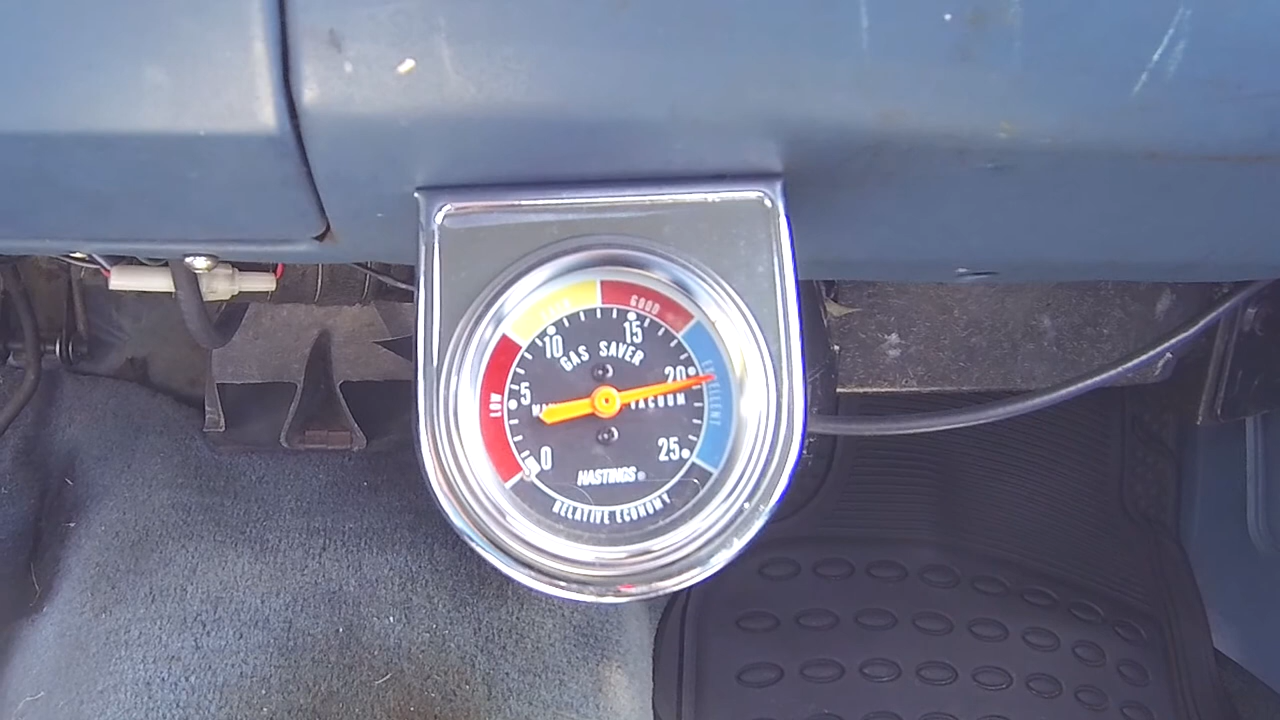 GOOD
15
10
GAS SAVER
5
20
LOW
VACUUM
EXCELLENT
0
25
HASTINGS
RELATIVE ECONOMY